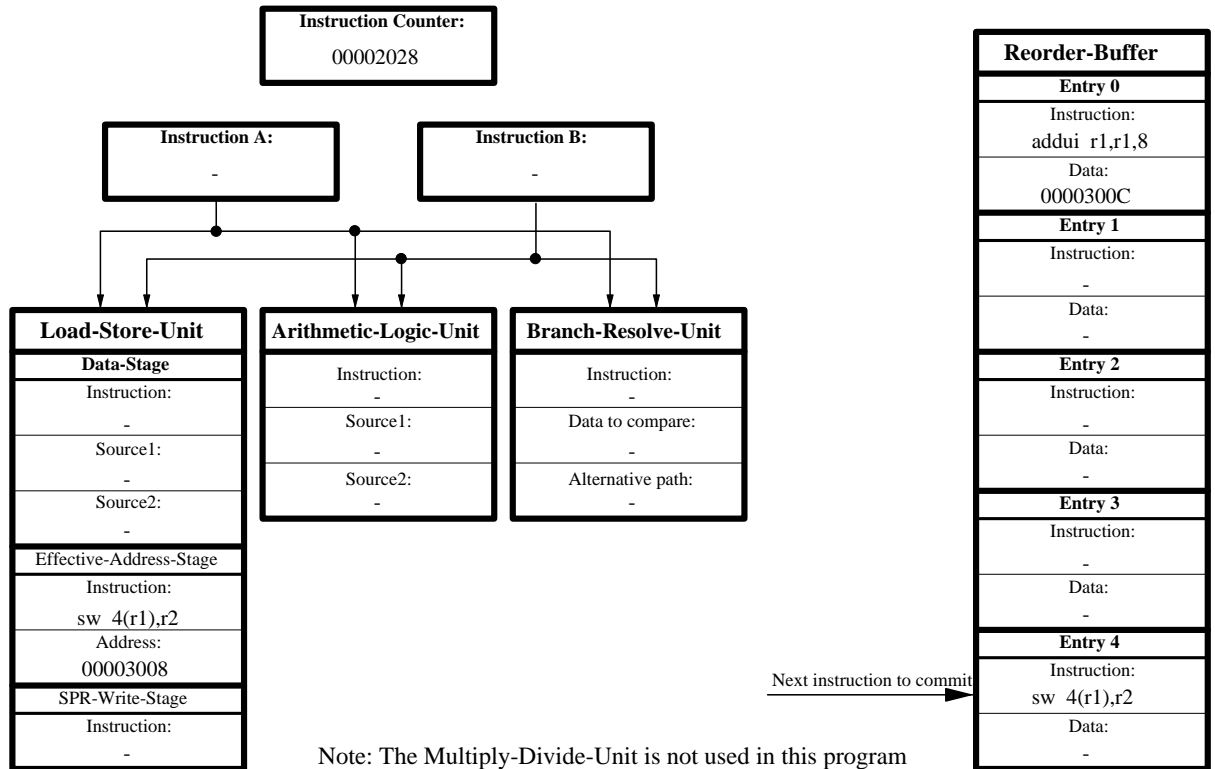 Instruction Counter:
00002028
Instruction A:
-
Instruction B:
-
Load-Store-Unit
Data-Stage
Instruction:
-
Source1:
-
Source2:
-
Effective-Address-Stage
Instruction:
sw 4(r1),r2
Address:
00003008
SPR-Write-Stage
Instruction:
-
Arithmetic-Logic-Unit
Instruction:
-
Source1:
-
Source2:
-
Branch-Resolve-Unit
Instruction:
-
Data to compare:
-
Alternative path:
-
Reorder-Buffer
Entry 0
Instruction:
addui r1,r1,8
Data:
0000300C
Entry 1
Instruction:
-
Data:
-
Entry 2
Instruction:
-
Data:
-
Entry 3
Instruction:
-
Data:
-
Entry 4
Instruction:
sw 4(r1),r2
Data:
-
Next instruction to commit
Note: The Multiply-Divide-Unit is not used in this program